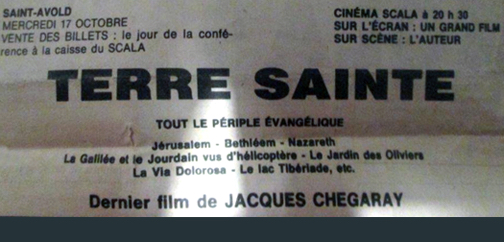 SAINT-AVOLD
MERCREDI 17 OCTOBRE
VENTE DES BILLETS : le jour de la confé-
rence à la caisse du SCALA
CINÉMA SCALA à 20 h 30
SUR L'ÉCRAN : UN GRAND FILM
SUR SCÈNE : L'AUTEUR
TERRE SAINTE
TOUT LE PÉRIPLE ÉVANGÉLIQUE
Jérusalem - Bethléem - Nazareth
La Galilée et le Jourdain vus d'hélicoptère - Le Jardin des Oliviers
La Via Dolorosa - Le lac Tibériade, etc.
Dernier film de JACQUES CHEGARAY